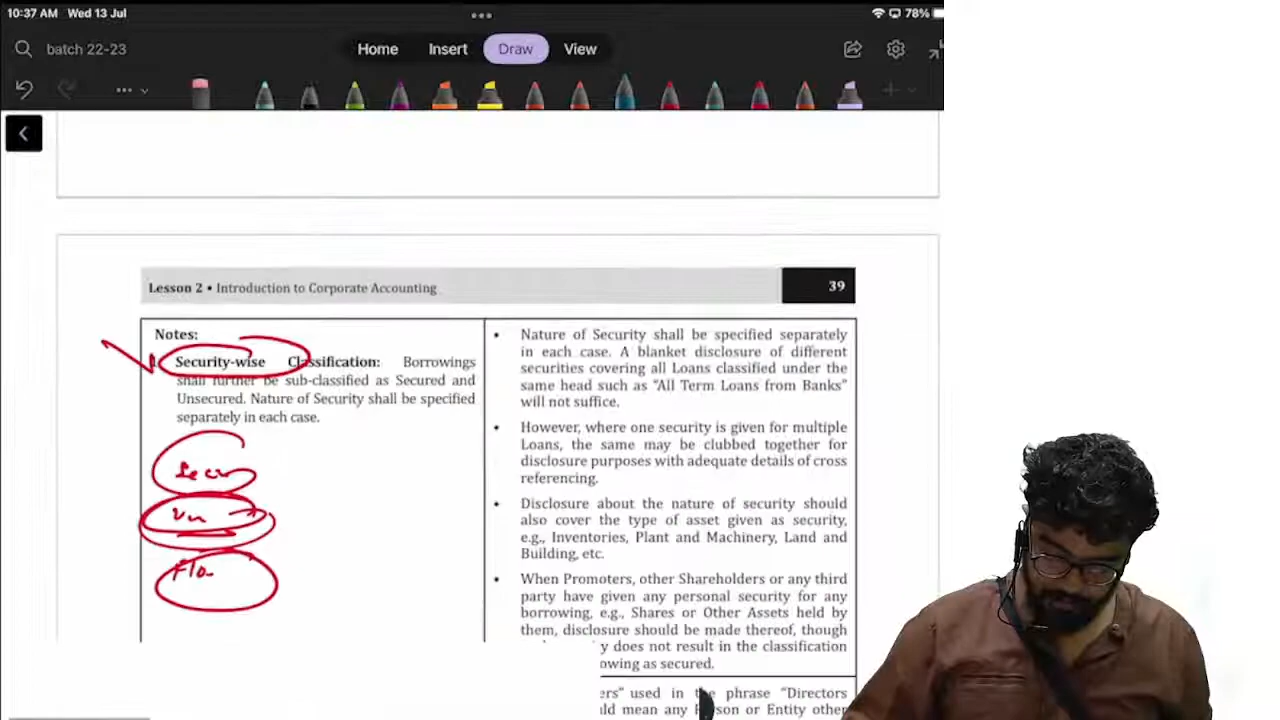 10:37 AM Wed 13 Jul
78%
batch 22-23
Home Insert Draw View
Lesson 2 • Introduction to Corporate Accounting
39
Notes:
Security-wise Classification: Borrowings
shall further be sub-classified as Secured and
Unsecured. Nature of Security shall be specified
separately in each case.
Secu
Un
Flo
• Nature of Security shall be specified separately
in each case. A blanket disclosure of different
securities covering all Loans classified under the
same head such as “All Term Loans from Banks”
will not suffice.
• However, where one security is given for multiple
Loans, the same may be clubbed together for
disclosure purposes with adequate details of cross
referencing.
• Disclosure about the nature of security should
also cover the type of asset given as security,
e.g., Inventories, Plant and Machinery, Land and
Building, etc.
• When Promoters, other Shareholders or any third
party have given any personal security for any
borrowing, e.g., Shares or Other Assets held by
them, disclosure should be made thereof, though
y does not result in the classification
owing as secured.
ers” used in the phrase “Directors
ld mean any Person or Entity other